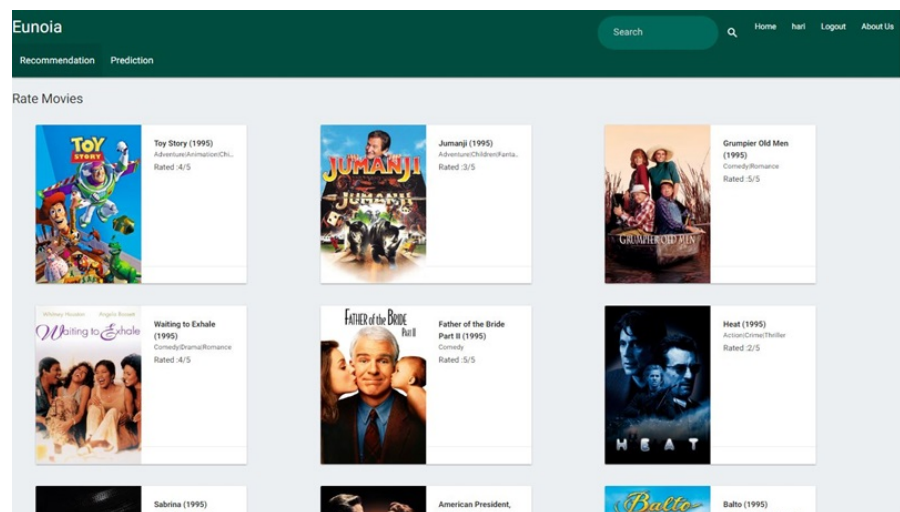 Eunoia
Search
Home hari Logout About Us
Recommendation Prediction
Rate Movies
TOY
STORY
Toy Story (1995)
Adventure|Animation|Chi...
Rated :4/5
JUMANJI
JUMANJI
Jumanji (1995)
Adventure|Children|Fanta...
Rated :3/5
GRUMPIER OLD MEN
Grumpier Old Men
(1995)
Comedy|Romance
Rated :5/5
Whitney Houston Angela Bassett
Waiting to Exhale
Waiting to Exhale
(1995)
Comedy|Drama|Romance
Rated :4/5
FATHER of the BRIDE
PART II
Father of the Bride
Part II (1995)
Comedy
Rated :5/5
HEAT
Heat (1995)
Action|Crime|Thriller
Rated :2/5
Sabrina (1995)
American President,
Balto
Balto (1995)